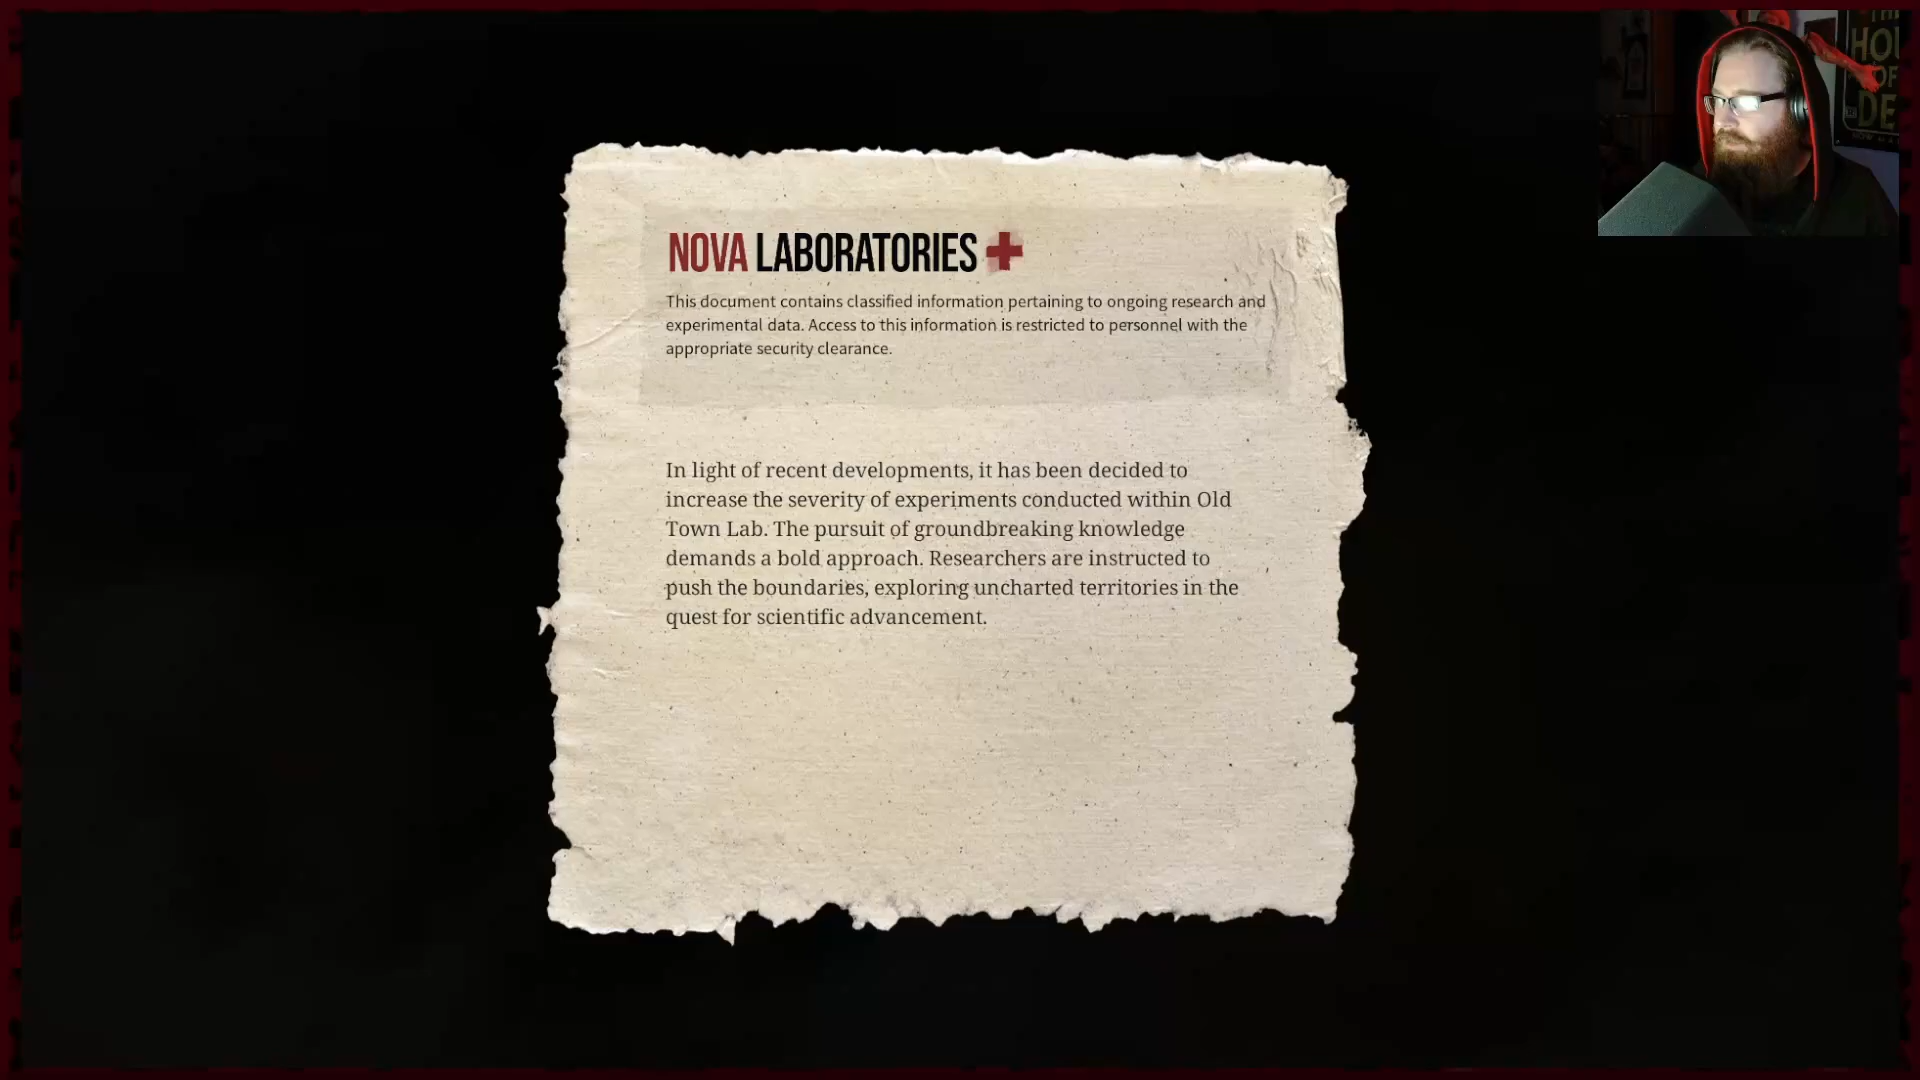 NOVA LABORATORIES
This document contains classified information pertaining to ongoing research and
experimental data. Access to this information is restricted to personnel with the
appropriate security clearance.
In light of recent developments, it has been decided to
increase the severity of experiments conducted within Old
Town Lab. The pursuit of groundbreaking knowledge
demands a bold approach. Researchers are instructed to
push the boundaries, exploring uncharted territories in the
quest for scientific advancement.
HOU
OF
DE